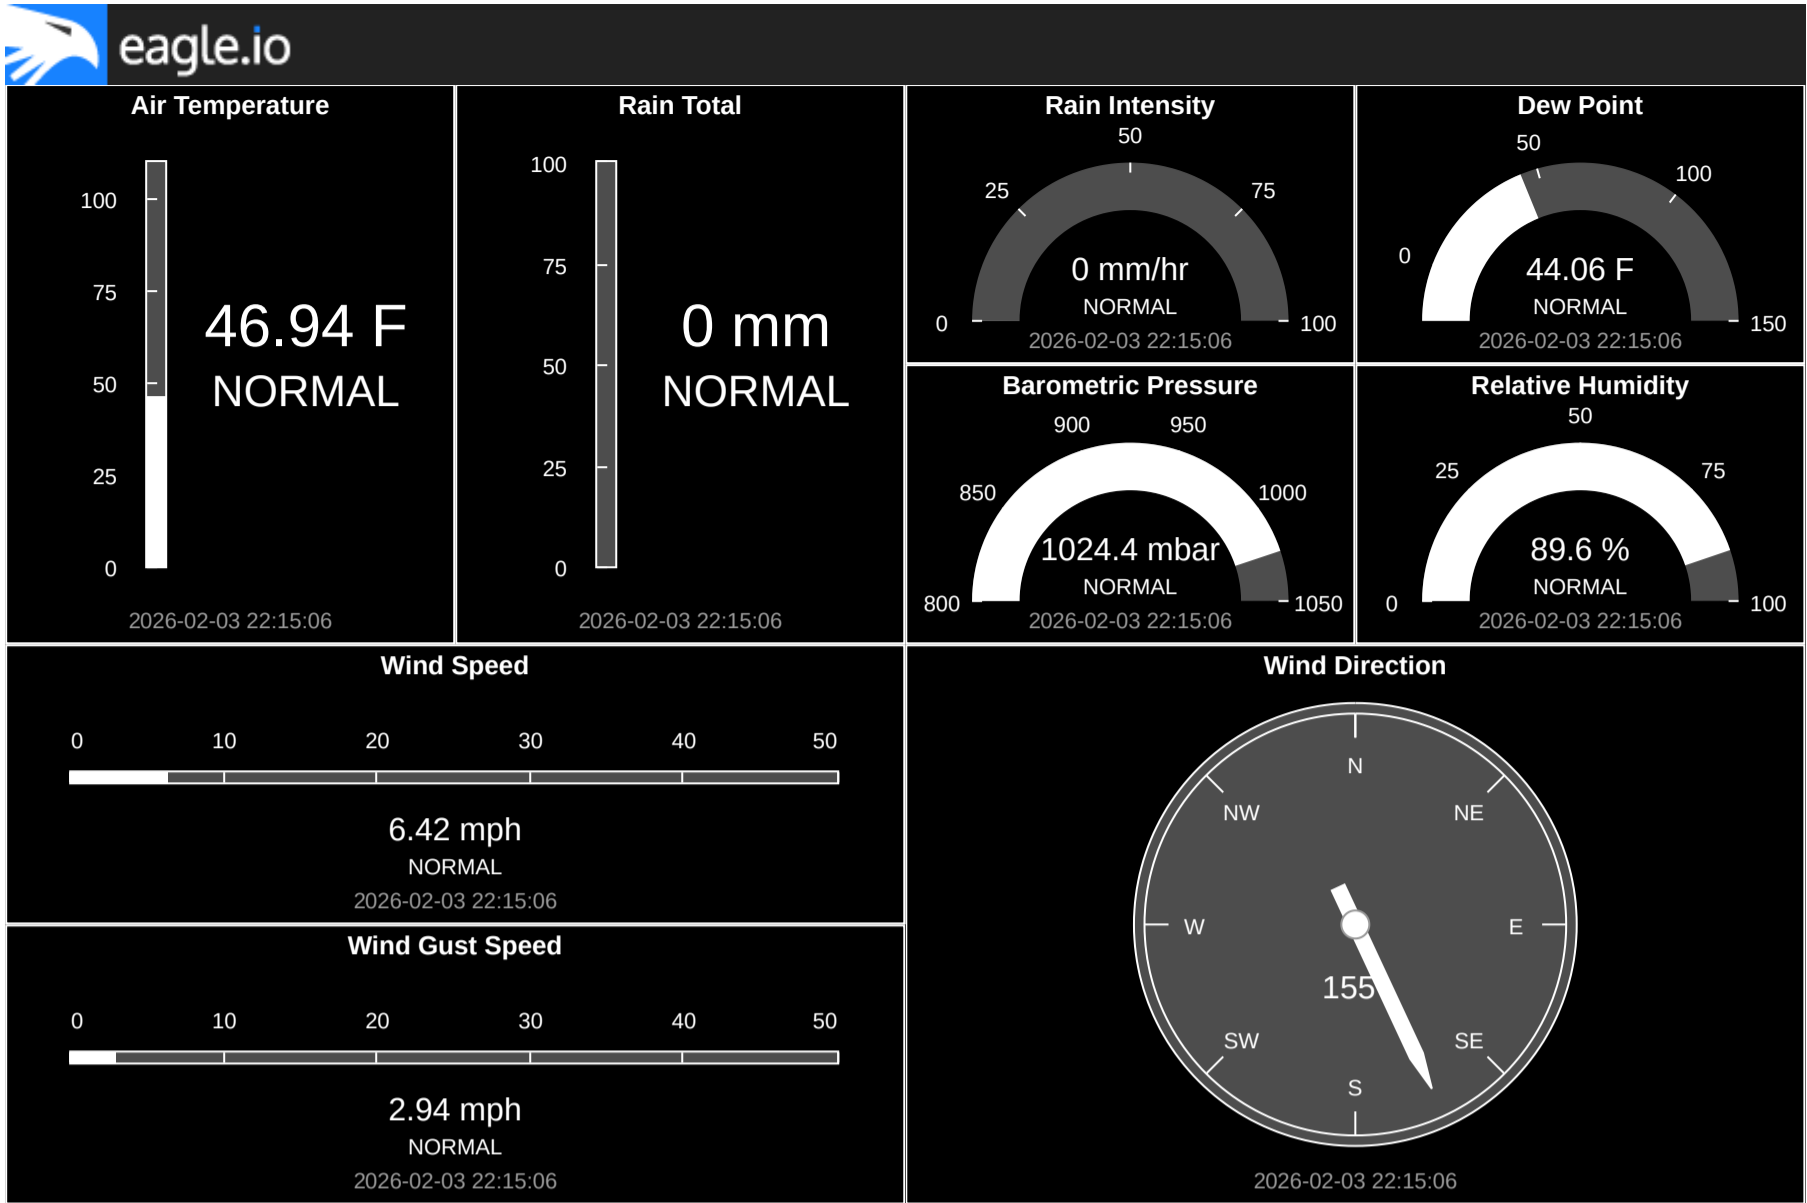 eagle.io
Air Temperature
100
75
50
25
0
46.94 F
NORMAL
2026-02-03 22:15:06
Rain Total
100
75
50
25
0
0 mm
NORMAL
2026-02-03 22:15:06
Rain Intensity
50
25
75
0
100
0 mm/hr
NORMAL
2026-02-03 22:15:06
Dew Point
50
100
0
150
44.06 F
NORMAL
2026-02-03 22:15:06
Barometric Pressure
900
950
850
1000
800
1050
1024.4 mbar
NORMAL
2026-02-03 22:15:06
Relative Humidity
50
25
75
0
100
89.6 %
NORMAL
2026-02-03 22:15:06
Wind Speed
0 10 20 30 40 50
6.42 mph
NORMAL
2026-02-03 22:15:06
Wind Gust Speed
0 10 20 30 40 50
2.94 mph
NORMAL
2026-02-03 22:15:06
Wind Direction
N
NW NE
W E
155
SW SE
S
2026-02-03 22:15:06